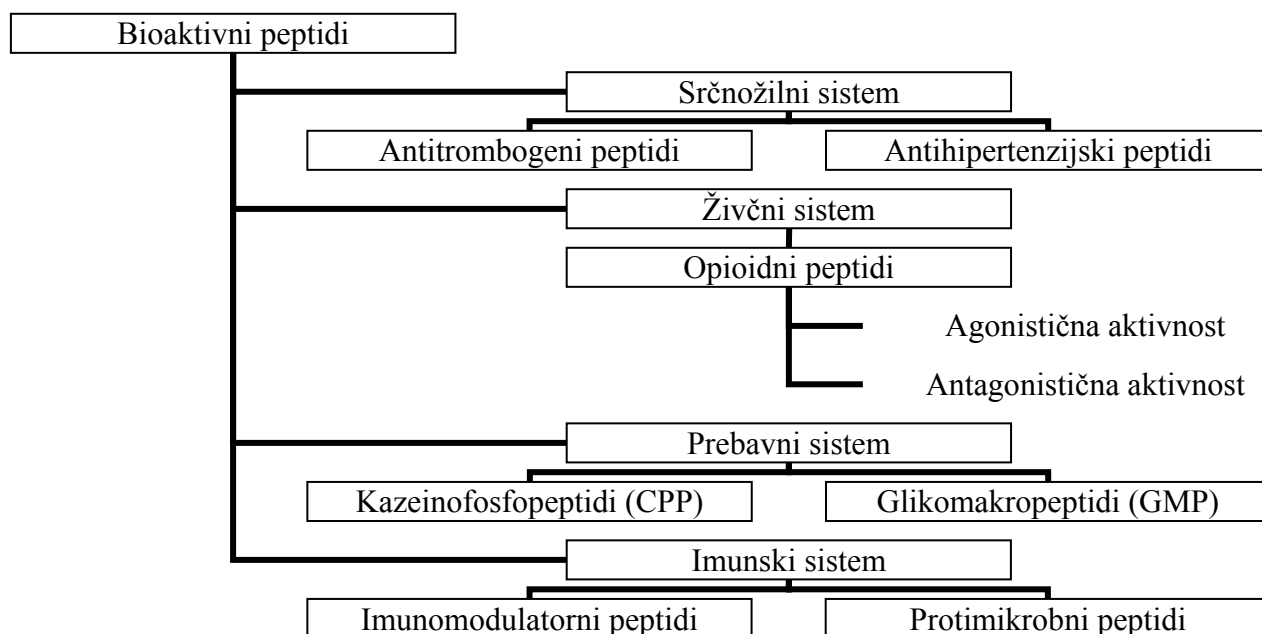 Bioaktivni peptidi
Srčnožilni sistem
Antitrombogeni peptidi
Antihipertenzijski peptidi
Živčni sistem
Opioidni peptidi
Agonistična aktivnost
Antagonistična aktivnost
Prebavni sistem
Kazeinofosfopeptidi (CPP)
Glikomakropeptidi (GMP)
Imunski sistem
Imunomodulatorni peptidi
Protimikrobni peptidi